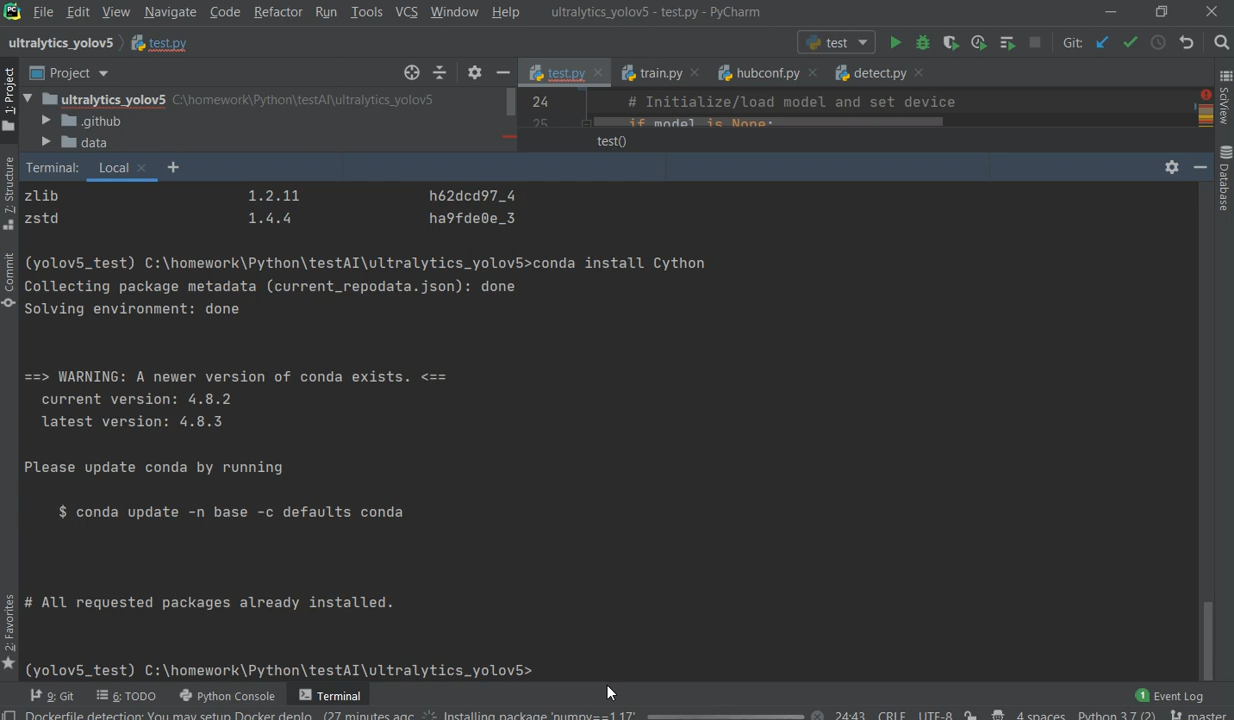 PC File Edit View Navigate Code Refactor Run Tools VCS Window Help ultralytics_yolov5 - test.py - PyCharm
ultralytics_yolov5 test.py test Git:
1: Project
Project test.py train.py hubconf.py detect.py
ultralytics_yolov5 C:\homework\Python\testAI\ultralytics_yolov5
.github
data
24 # Initialize/load model and set device
25 if model is None:
test()
SciView
Database
Z: Structure
Commit
2: Favorites
Terminal: Local +
zlib 1.2.11 h62dcd97_4
zstd 1.4.4 ha9fde0e_3
(yolov5_test) C:\homework\Python\testAI\ultralytics_yolov5>conda install Cython
Collecting package metadata (current_repodata.json): done
Solving environment: done
==> WARNING: A newer version of conda exists. <==
current version: 4.8.2
latest version: 4.8.3
Please update conda by running
$ conda update -n base -c defaults conda
# All requested packages already installed.
(yolov5_test) C:\homework\Python\testAI\ultralytics_yolov5>
9: Git 6: TODO Python Console Terminal 1 Event Log
Dockerfile detection: You may setup Docker deplo... (27 minutes ago) Installing package 'numpy==1.17' 24:43 CRLF UTF-8 4 spaces Python 3.7 (2) master